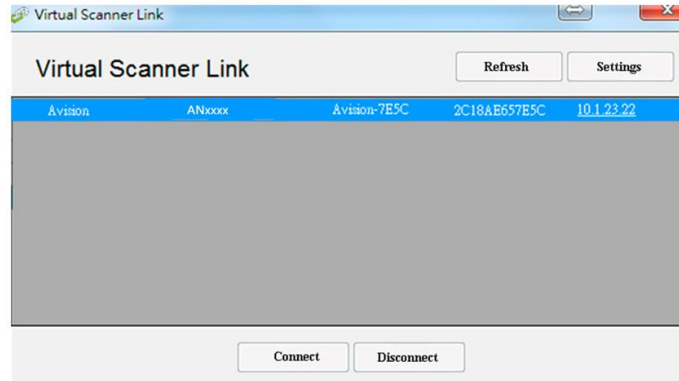 Virtual Scanner Link
Virtual Scanner Link Refresh Settings
Avision ANxxxx Avision-7E5C 2C18AE657E5C 10.1.23.22
Connect Disconnect